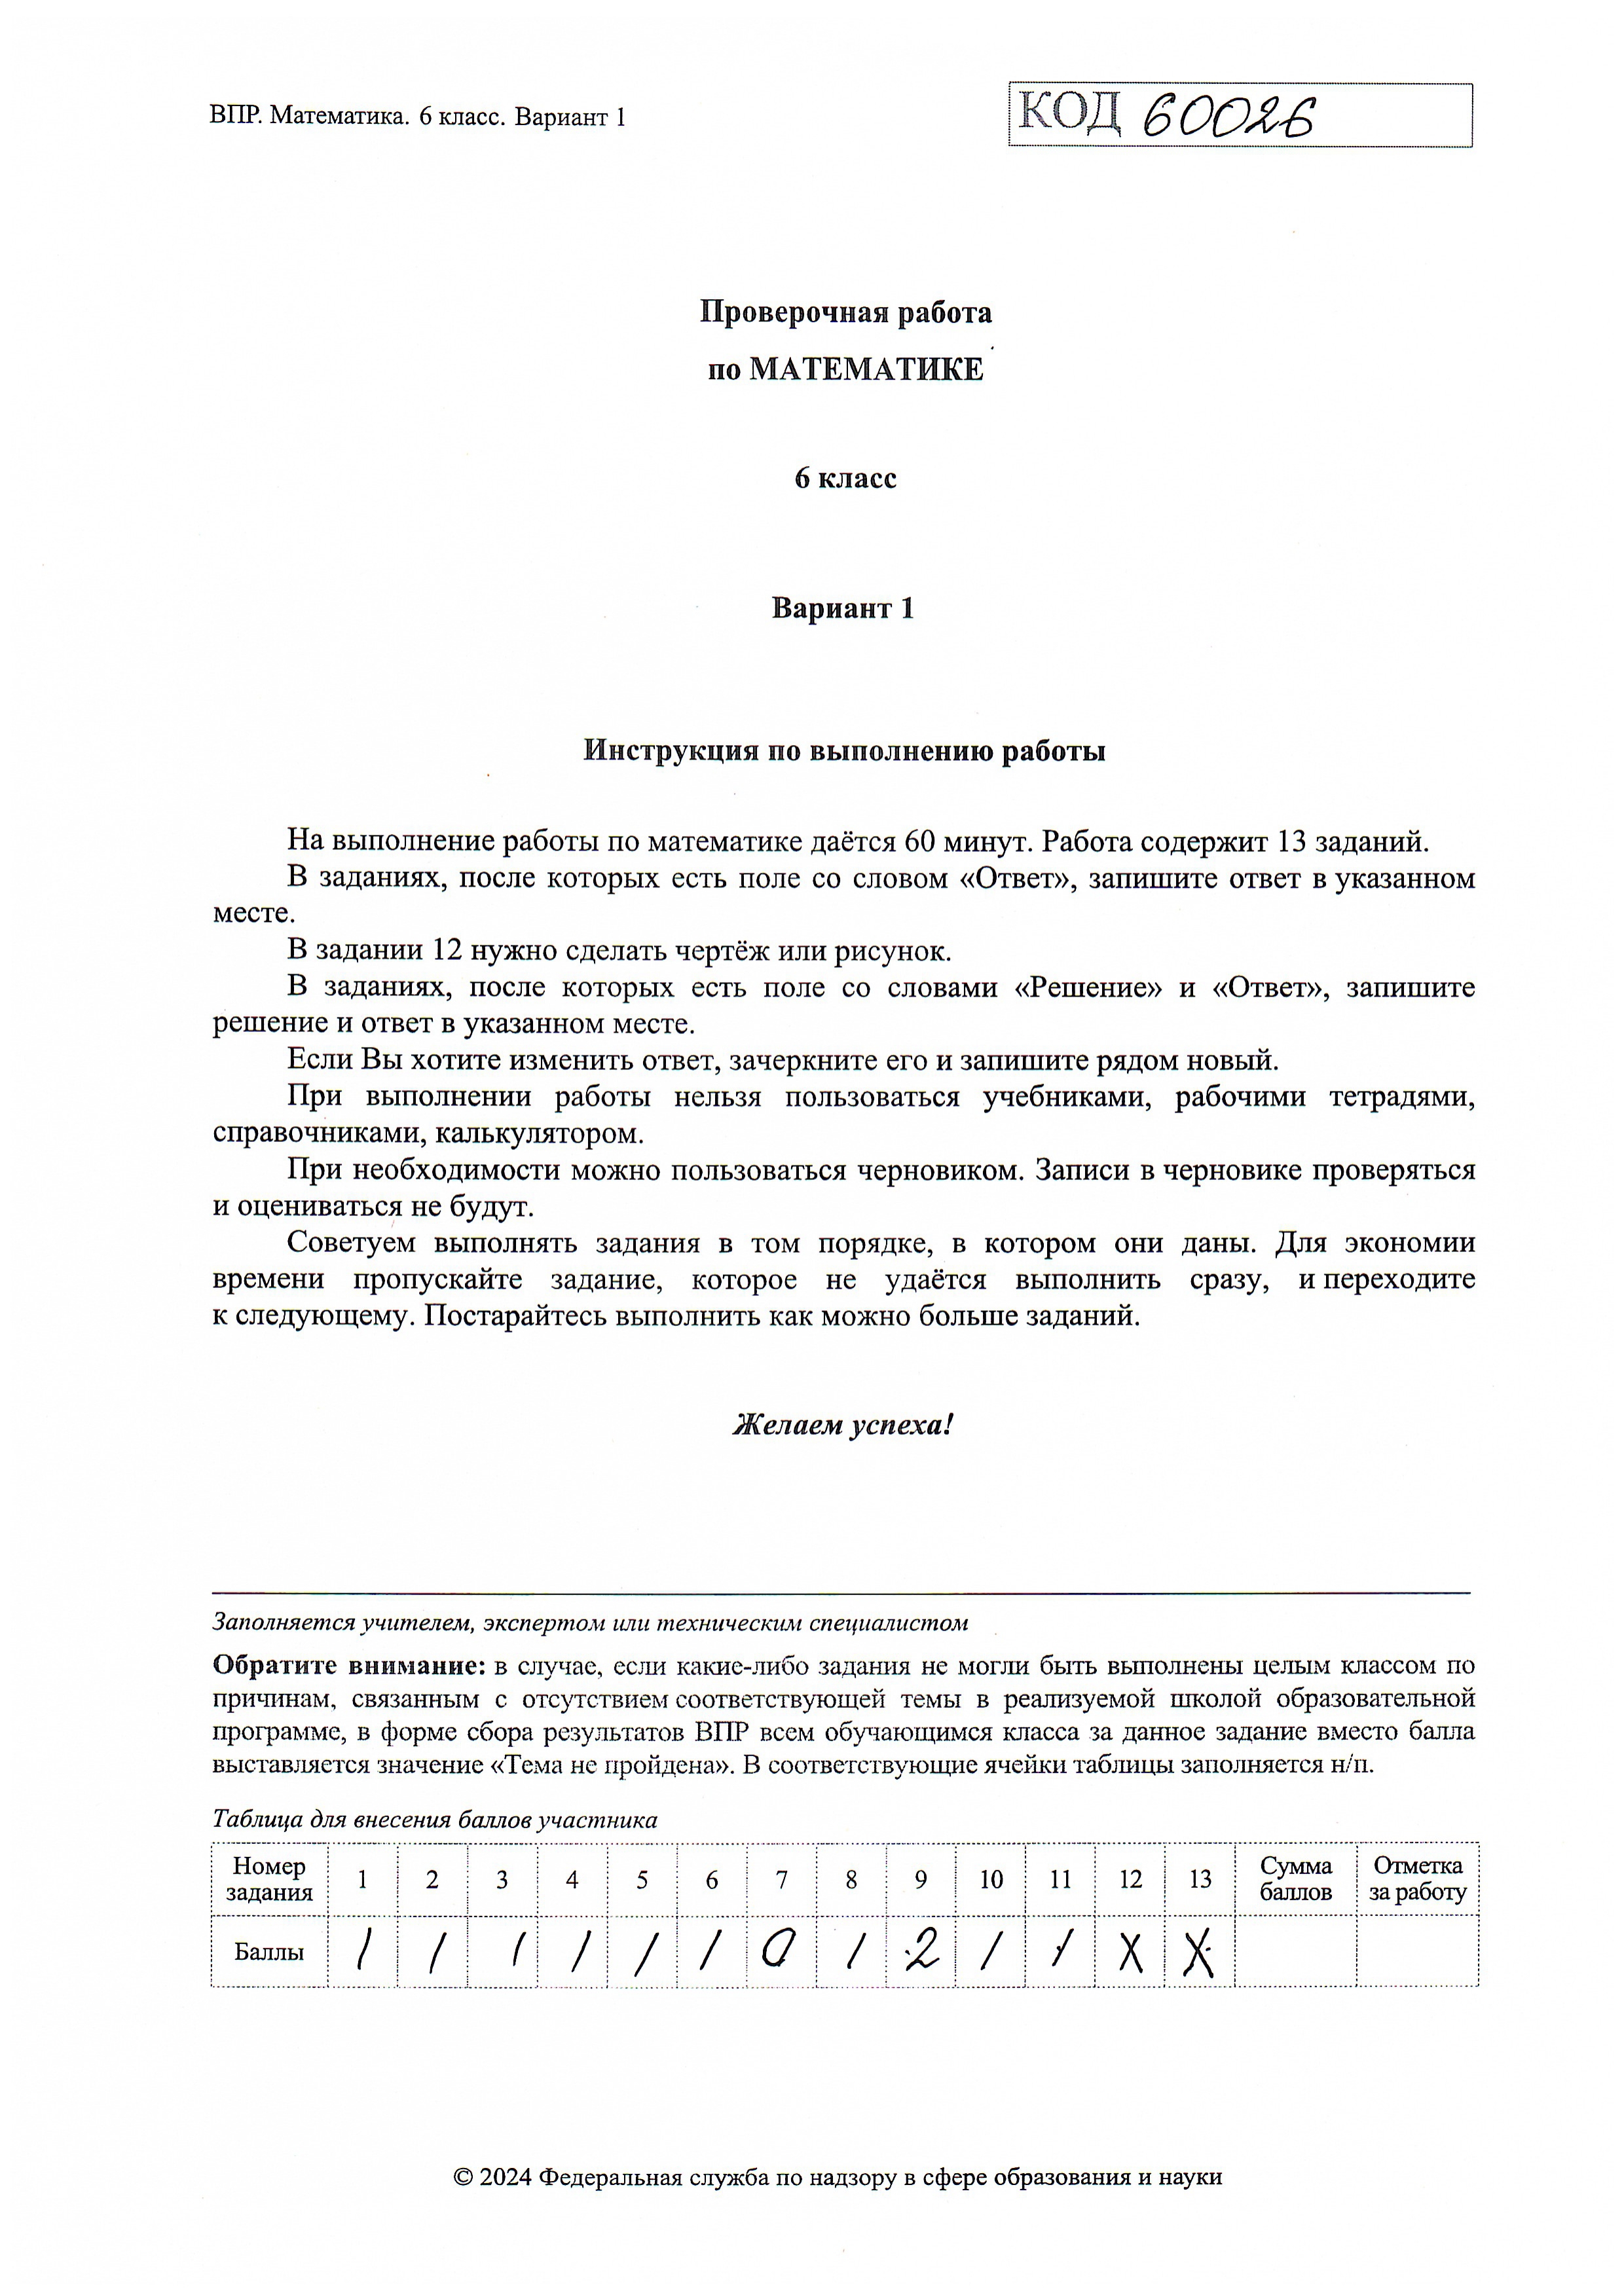 ВПР. Математика. 6 класс. Вариант 1
КОД 60026
Проверочная работа
по МАТЕМАТИКЕ
6 класс
Вариант 1
Инструкция по выполнению работы
На выполнение работы по математике даётся 60 минут. Работа содержит 13 заданий.
В заданиях, после которых есть поле со словом «Ответ», запишите ответ в указанном
месте.
В задании 12 нужно сделать чертёж или рисунок.
В заданиях, после которых есть поле со словами «Решение» и «Ответ», запишите
решение и ответ в указанном месте.
Если Вы хотите изменить ответ, зачеркните его и запишите рядом новый.
При выполнении работы нельзя пользоваться учебниками, рабочими тетрадями,
справочниками, калькулятором.
При необходимости можно пользоваться черновиком. Записи в черновике проверяться
и оцениваться не будут.
Советуем выполнять задания в том порядке, в котором они даны. Для экономии
времени пропускайте задание, которое не удаётся выполнить сразу, и переходите
к следующему. Постарайтесь выполнить как можно больше заданий.
Желаем успеха!
Заполняется учителем, экспертом или техническим специалистом
Обратите внимание: в случае, если какие-либо задания не могли быть выполнены целым классом по
причинам, связанным с отсутствием соответствующей темы в реализуемой школой образовательной
программе, в форме сбора результатов ВПР всем обучающимся класса за данное задание вместо балла
выставляется значение «Тема не пройдена». В соответствующие ячейки таблицы заполняется н/п.
Таблица для внесения баллов участника
Номер задания 1 2 3 4 5 6 7 8 9 10 11 12 13 Сумма баллов Отметка за работу
Баллы 1 1 1 1 1 1 0 1 2 1 1 X X
© 2024 Федеральная служба по надзору в сфере образования и науки